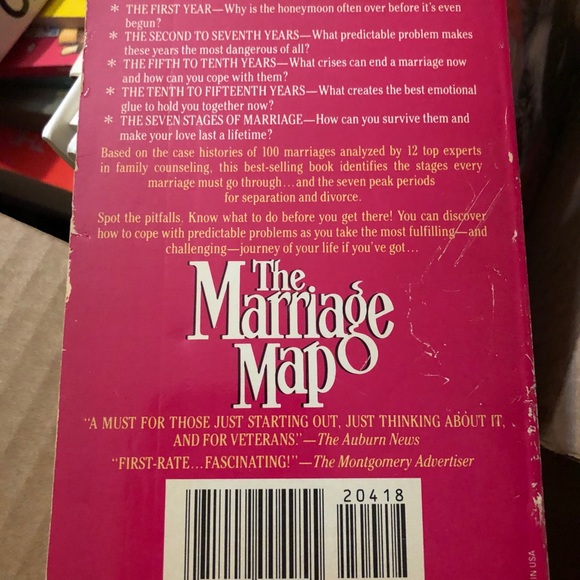 * THE FIRST YEAR—Why is the honeymoon often over before it's even
begun?
* THE SECOND TO SEVENTH YEARS—What predictable problem makes
these years the most dangerous of all?
* THE FIFTH TO TENTH YEARS—What crises can end a marriage now
and how can you cope with them?
* THE TENTH TO FIFTEENTH YEARS—What creates the best emotional
glue to hold you together now?
* THE SEVEN STAGES OF MARRIAGE—How can you survive them and
make your love last a lifetime?
Based on the case histories of 100 marriages analyzed by 12 top experts
in family counseling, this best-selling book identifies the stages every
marriage must go through...and the seven peak periods
for separation and divorce.
Spot the pitfalls. Know what to do before you get there! You can discover
how to cope with predictable problems as you take the most fulfilling—and
challenging—journey of your life if you've got...
The
Marriage
Map
"A MUST FOR THOSE JUST STARTING OUT, JUST THINKING ABOUT IT,
AND FOR VETERANS."—The Auburn News
"FIRST-RATE...FASCINATING!"—The Montgomery Advertiser
20418
IN USA